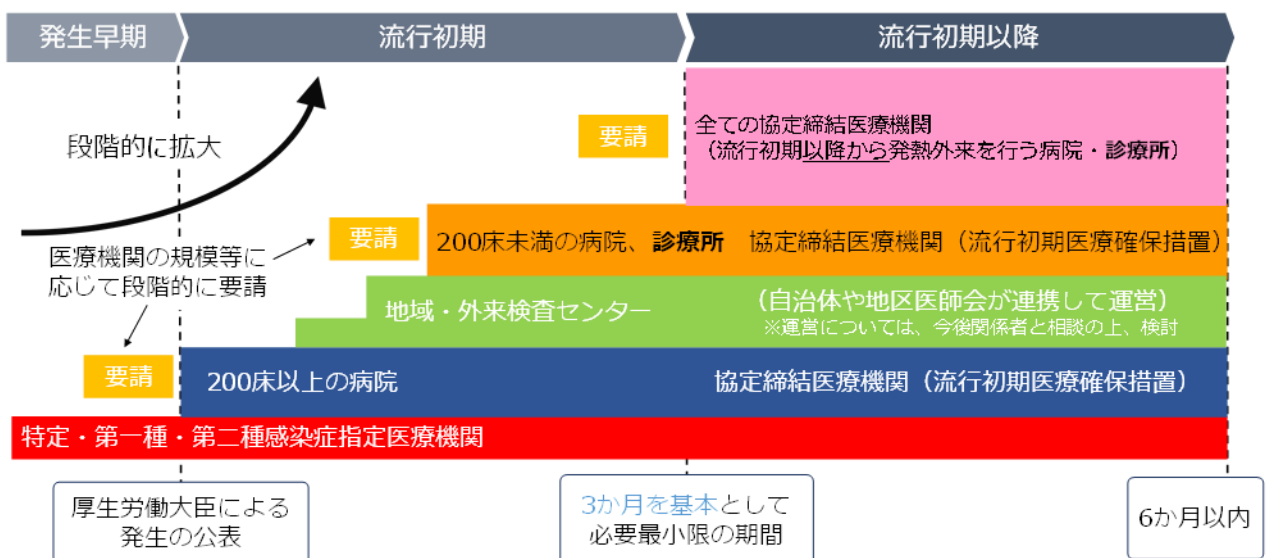 発生早期
流行初期
流行初期以降
段階的に拡大
要請
全ての協定締結医療機関
（流行初期以降から発熱外来を行う病院・診療所）
医療機関の規模等に
応じて段階的に要請
要請
200床未満の病院、診療所　協定締結医療機関（流行初期医療確保措置）
地域・外来検査センター
（自治体や地区医師会が連携して運営）
※運営については、今後関係者と相談の上、検討
要請
200床以上の病院
協定締結医療機関（流行初期医療確保措置）
特定・第一種・第二種感染症指定医療機関
厚生労働大臣による
発生の公表
3か月を基本として
必要最小限の期間
6か月以内